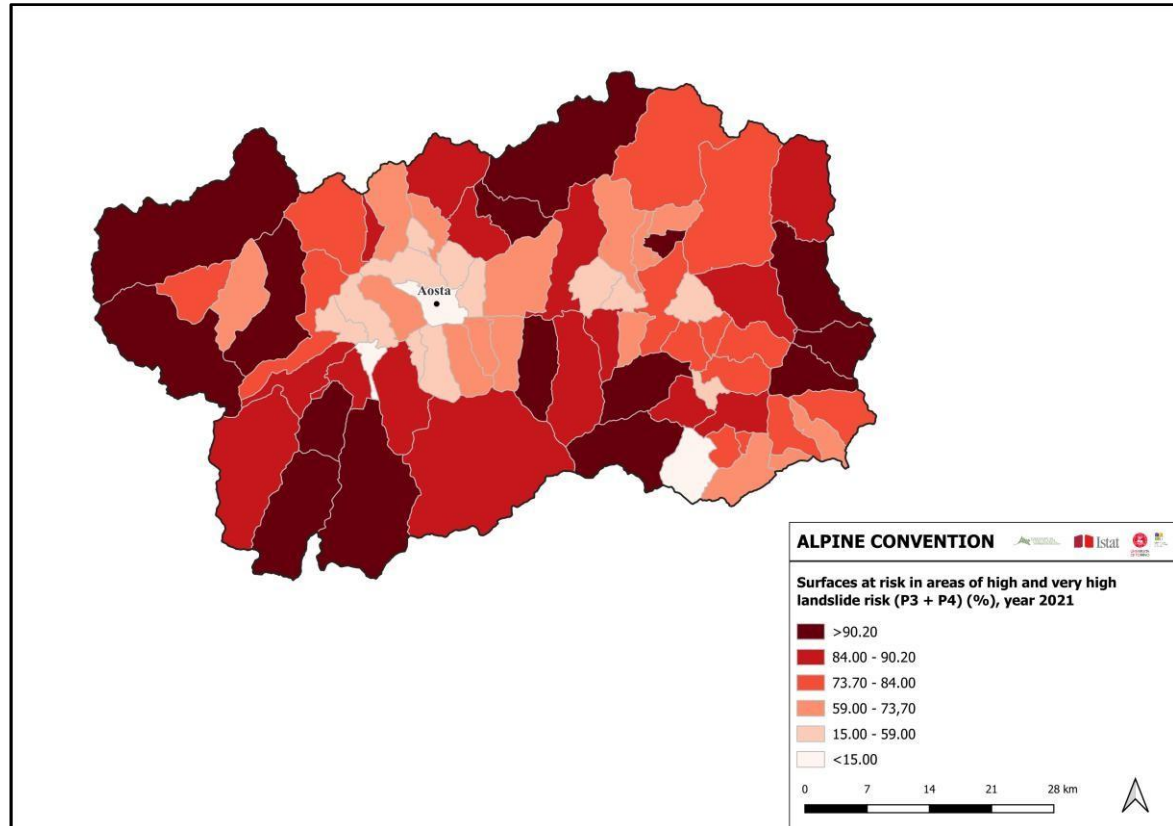 Aosta
ALPINE CONVENTION
Istat
Surfaces at risk in areas of high and very high
landslide risk (P3 + P4) (%), year 2021
>90.20
84.00 - 90.20
73.70 - 84.00
59.00 - 73,70
15.00 - 59.00
<15.00
0 7 14 21 28 km